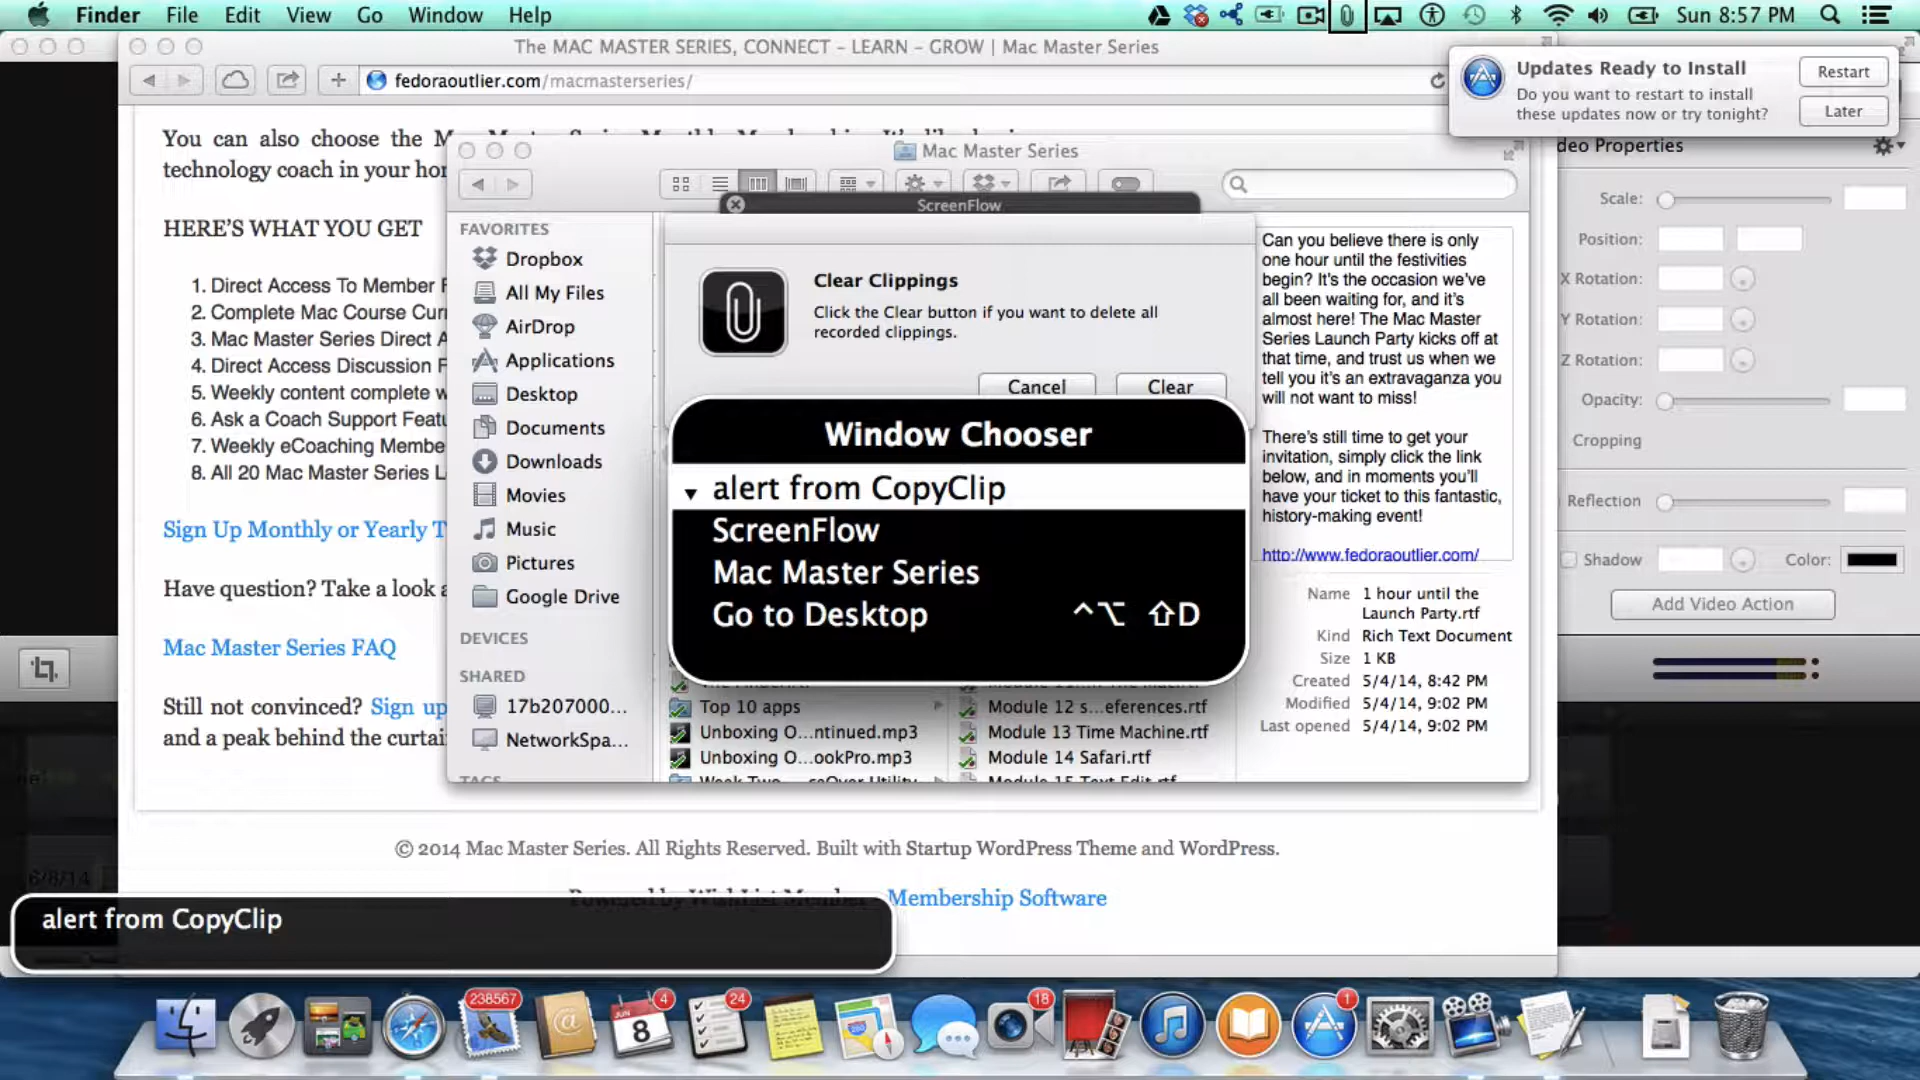 Finder File Edit View Go Window Help
Sun 8:57 PM
The MAC MASTER SERIES, CONNECT – LEARN – GROW | Mac Master Series
fedoraoutlier.com/macmasterseries/
Updates Ready to Install
Do you want to restart to install
these updates now or try tonight?
Restart
Later
You can also choose the
technology coach in your
HERE'S WHAT YOU GET
1. Direct Access To Member
2. Complete Mac Course
3. Mac Master Series Direct
4. Direct Access Discussion
5. Weekly content complete
6. Ask a Coach Support
7. Weekly eCoaching
8. All 20 Mac Master Series
Sign Up Monthly or Yearly
Have question? Take a look
Mac Master Series FAQ
Still not convinced? Sign up
and a peak behind the
© 2014 Mac Master Series. All Rights Reserved. Built with Startup WordPress Theme and WordPress.
Membership Software
Mac Master Series
ScreenFlow
FAVORITES
Dropbox
All My Files
AirDrop
Applications
Desktop
Documents
Downloads
Movies
Music
Pictures
Google Drive
DEVICES
SHARED
17b207000...
NetworkSpa...
TAGS
Clear Clippings
Click the Clear button if you want to delete all
recorded clippings.
Cancel Clear
Window Chooser
alert from CopyClip
ScreenFlow
Mac Master Series
Go to Desktop ^⌥ ⇧D
Top 10 apps
Unboxing O...ntinued.mp3
Unboxing O...ookPro.mp3
Module 12 s...eferences.rtf
Module 13 Time Machine.rtf
Module 14 Safari.rtf
Module 15 Text Edit.rtf
Can you believe there is only
one hour until the festivities
begin? It's the occasion we've
all been waiting for, and it's
almost here! The Mac Master
Series Launch Party kicks off at
that time, and trust us when we
tell you it's an extravaganza you
will not want to miss!
There's still time to get your
invitation, simply click the link
below, and in moments you'll
have your ticket to this fantastic,
history-making event!
http://www.fedoraoutlier.com/
Name 1 hour until the
Launch Party.rtf
Kind Rich Text Document
Size 1 KB
Created 5/4/14, 8:42 PM
Modified 5/4/14, 9:02 PM
Last opened 5/4/14, 9:02 PM
Properties
Scale:
Position:
X Rotation:
Y Rotation:
Z Rotation:
Opacity:
Cropping
Reflection
Shadow Color:
Add Video Action
6/8/14
alert from CopyClip
238567
JUN
8
4
24
18
1